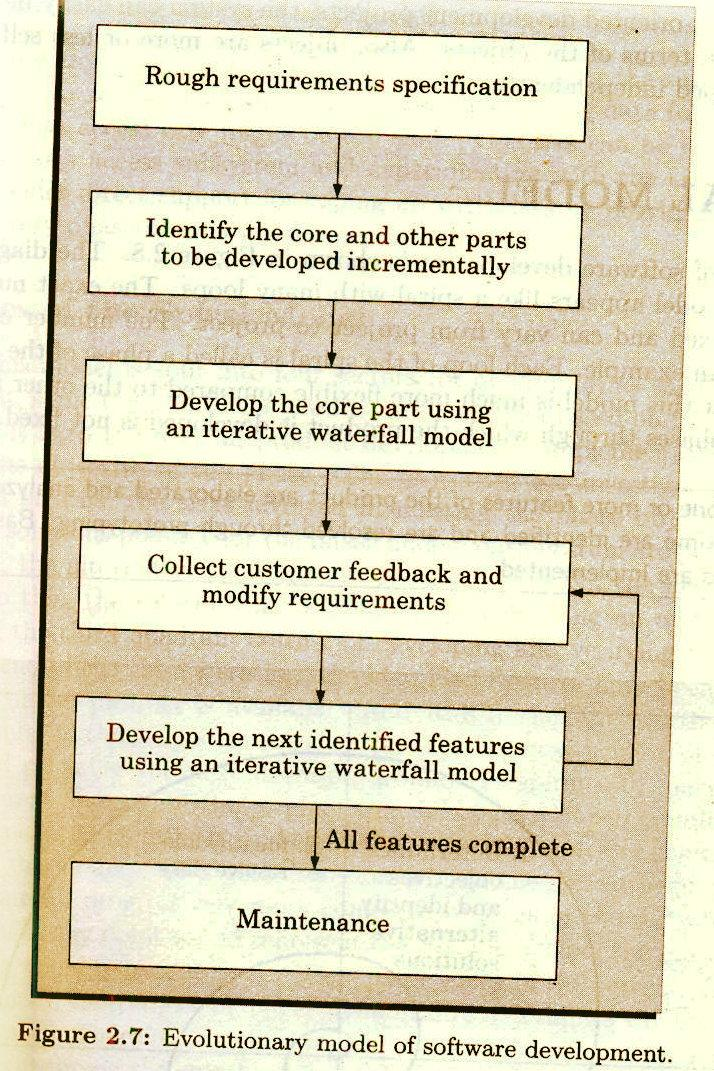 Rough requirements specification
Identify the core and other parts
to be developed incrementally
Develop the core part using
an iterative waterfall model
Collect customer feedback and
modify requirements
Develop the next identified features
using an iterative waterfall model
All features complete
Maintenance
Figure 2.7: Evolutionary model of software development.